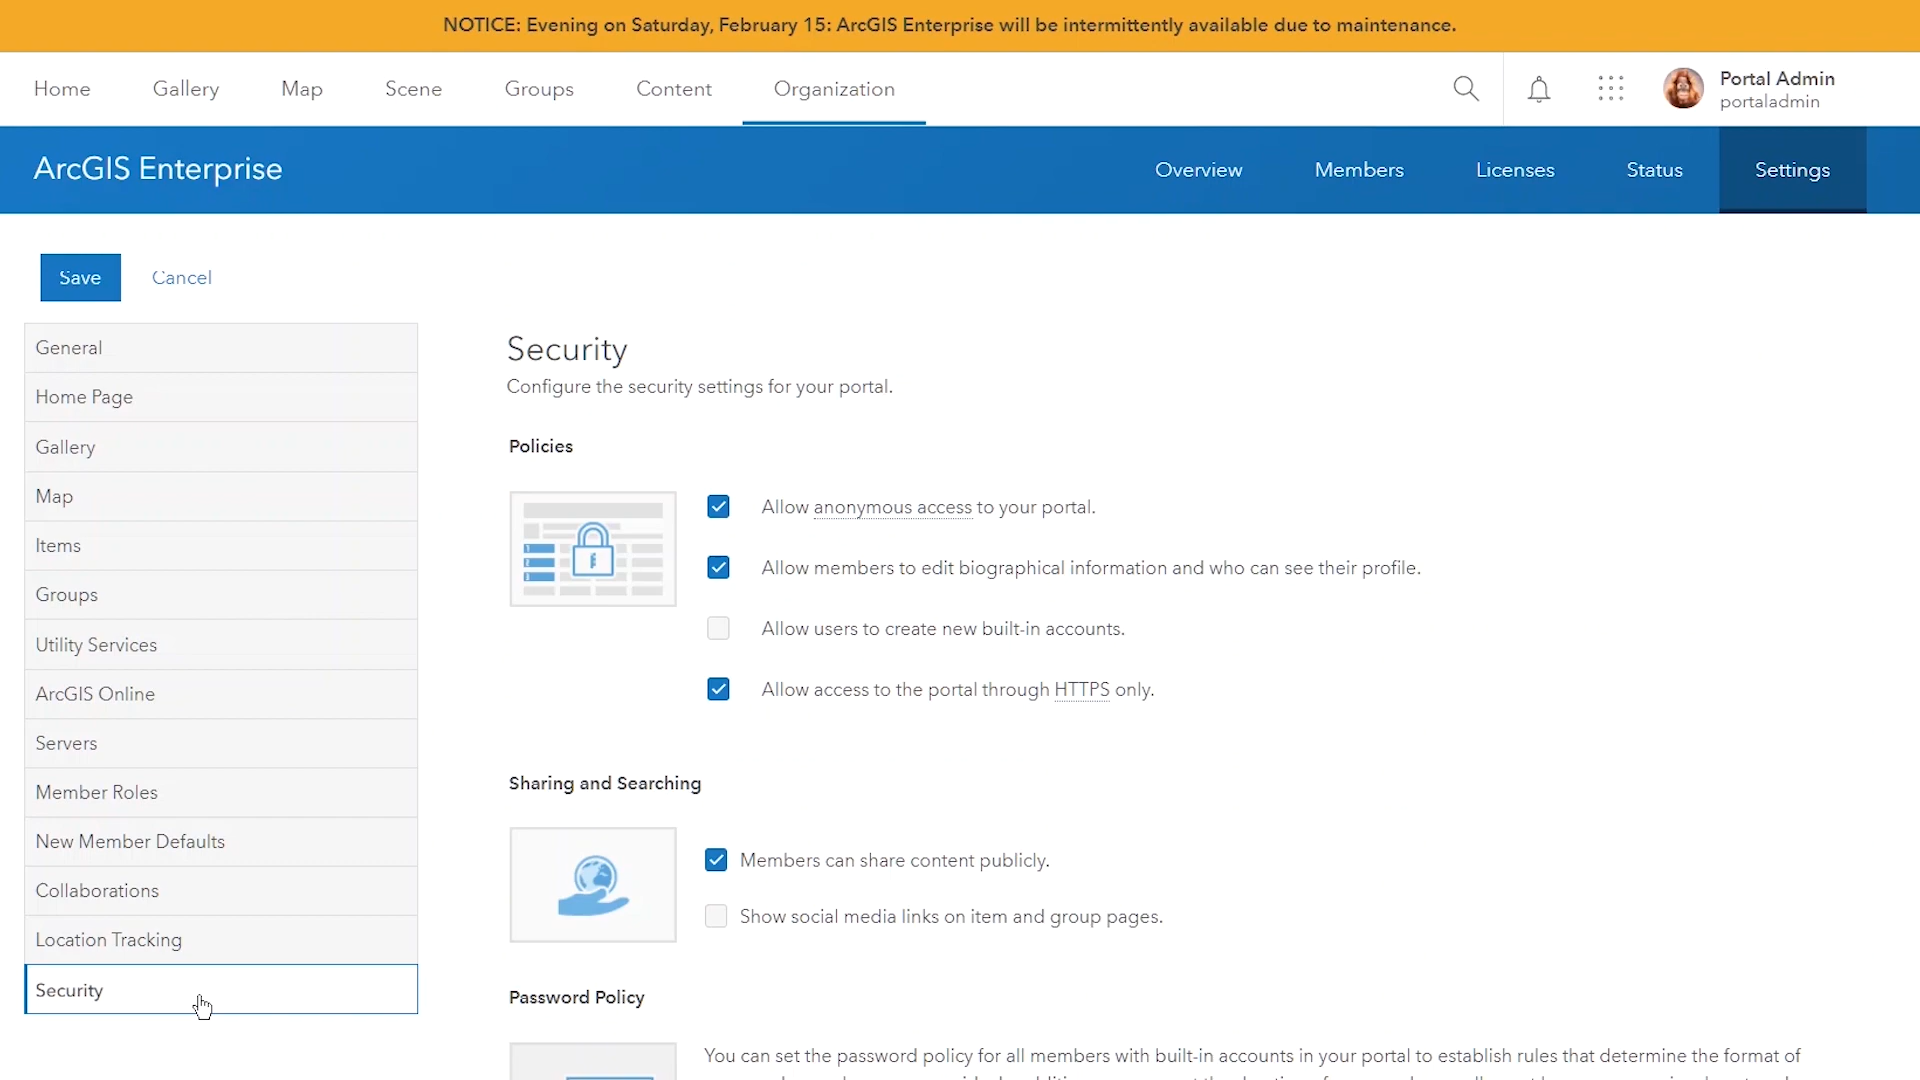 NOTICE: Evening on Saturday, February 15: ArcGIS Enterprise will be intermittently available due to maintenance.
Home Gallery Map Scene Groups Content Organization
Portal Admin
portaladmin
ArcGIS Enterprise Overview Members Licenses Status Settings
Save Cancel
General
Home Page
Gallery
Map
Items
Groups
Utility Services
ArcGIS Online
Servers
Member Roles
New Member Defaults
Collaborations
Location Tracking
Security
Security
Configure the security settings for your portal.
Policies
Allow anonymous access to your portal.
Allow members to edit biographical information and who can see their profile.
Allow users to create new built-in accounts.
Allow access to the portal through HTTPS only.
Sharing and Searching
Members can share content publicly.
Show social media links on item and group pages.
Password Policy
You can set the password policy for all members with built-in accounts in your portal to establish rules that determine the format of